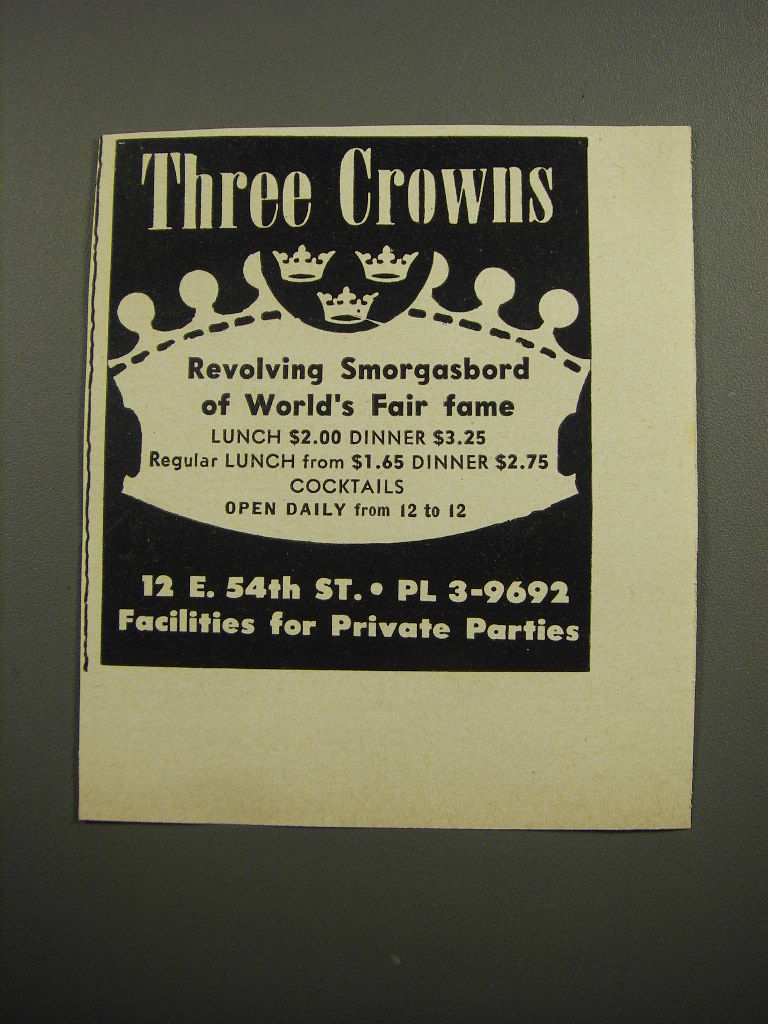 Three Crowns
Revolving Smorgasbord
of World's Fair fame
LUNCH $2.00 DINNER $3.25
Regular LUNCH from $1.65 DINNER $2.75
COCKTAILS
OPEN DAILY from 12 to 12
12 E. 54th ST. • PL 3-9692
Facilities for Private Parties